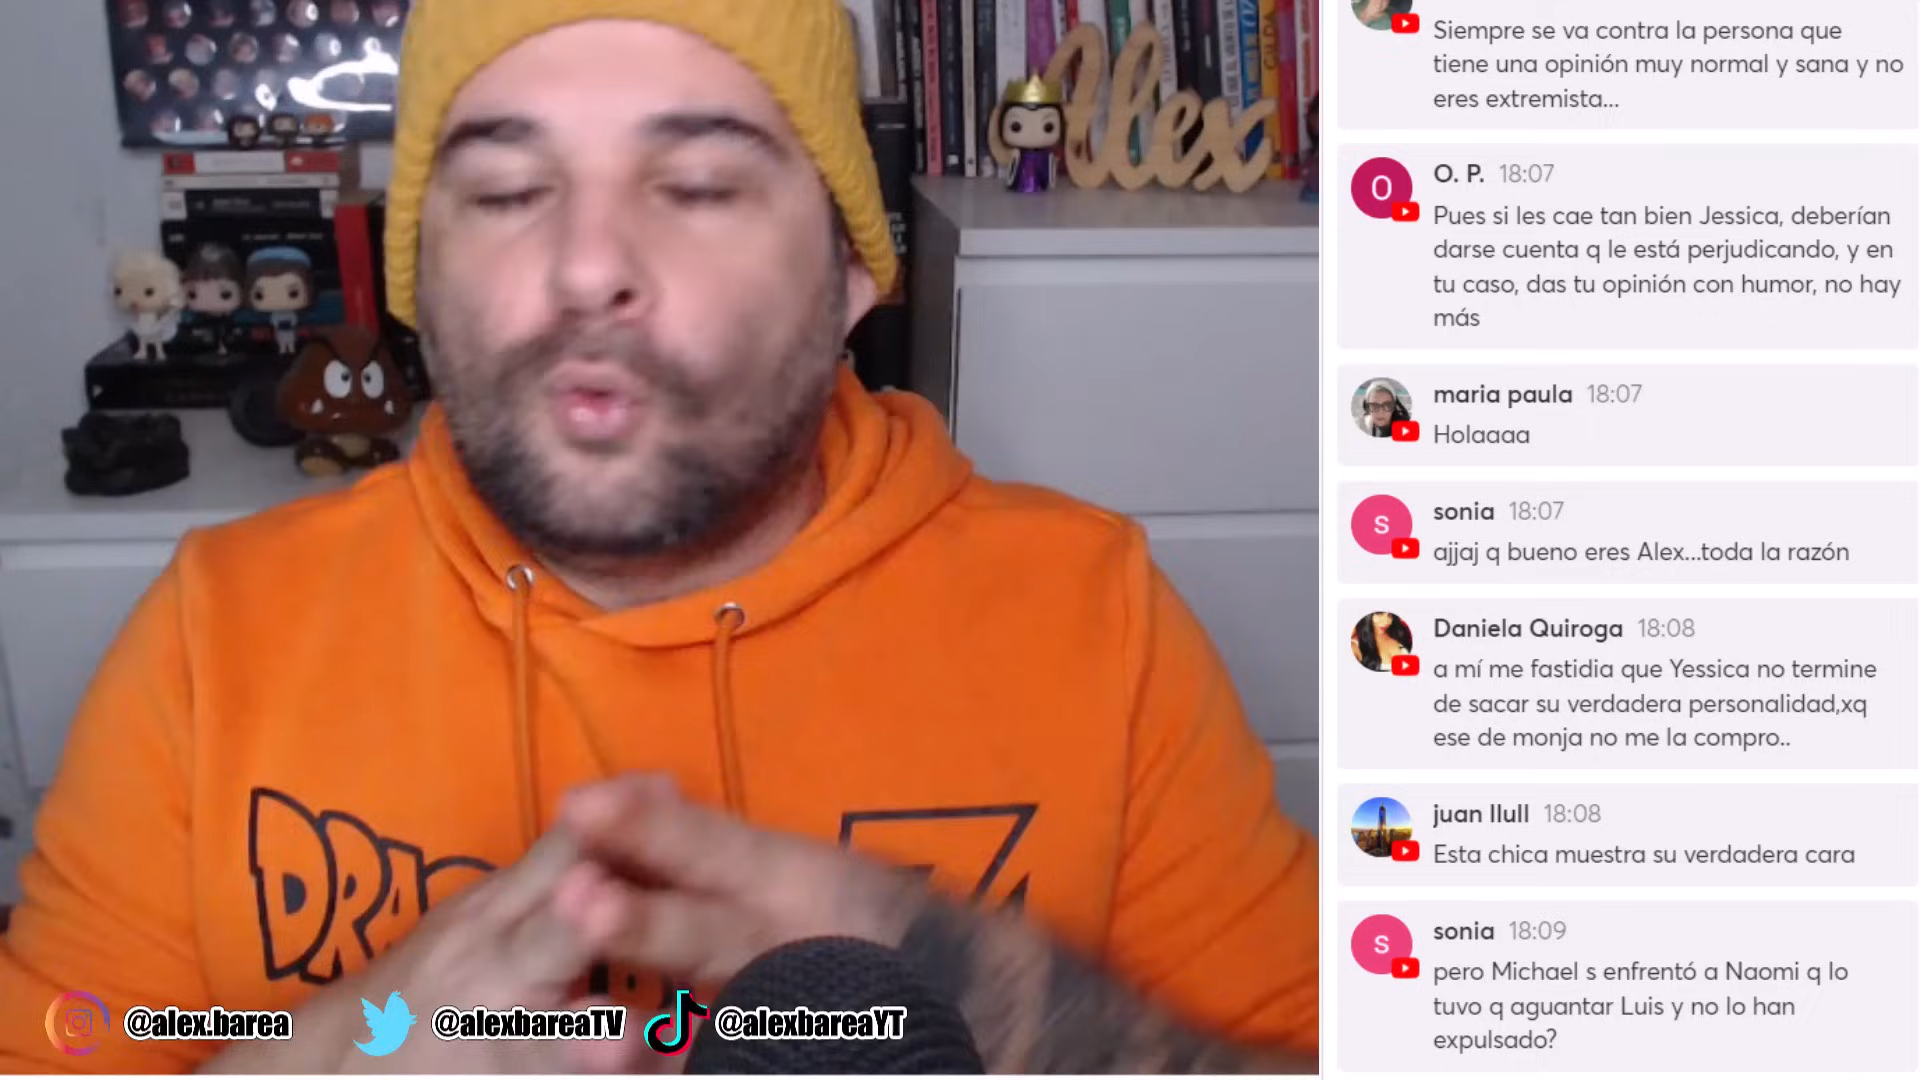 Alex
GILDA
Siempre se va contra la persona que
tiene una opinión muy normal y sana y no
eres extremista...
O
O. P. 18:07
Pues si les cae tan bien Jessica, deberían
darse cuenta q le está perjudicando, y en
tu caso, das tu opinión con humor, no hay
más
maria paula 18:07
Holaaaa
s
sonia 18:07
ajjaj q bueno eres Alex...toda la razón
Daniela Quiroga 18:08
a mí me fastidia que Yessica no termine
de sacar su verdadera personalidad,xq
ese de monja no me la compro..
juan llull 18:08
Esta chica muestra su verdadera cara
s
sonia 18:09
pero Michael s enfrentó a Naomi q lo
tuvo q aguantar Luis y no lo han
expulsado?
@alex.barea @alexbareaTV @alexbareaYT